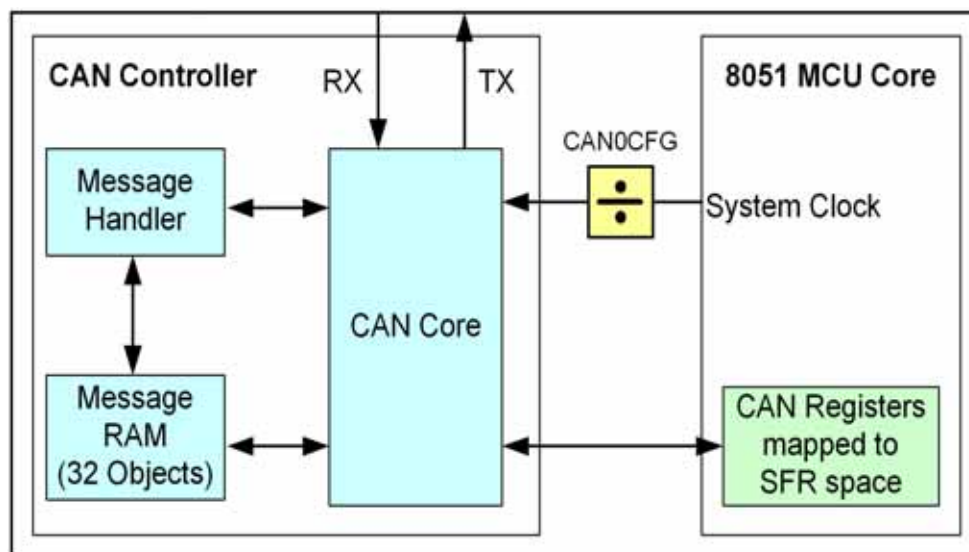 CAN Controller
RX
TX
8051 MCU Core
CAN0CFG
Message
Handler
System Clock
CAN Core
Message
RAM
(32 Objects)
CAN Registers
mapped to
SFR space